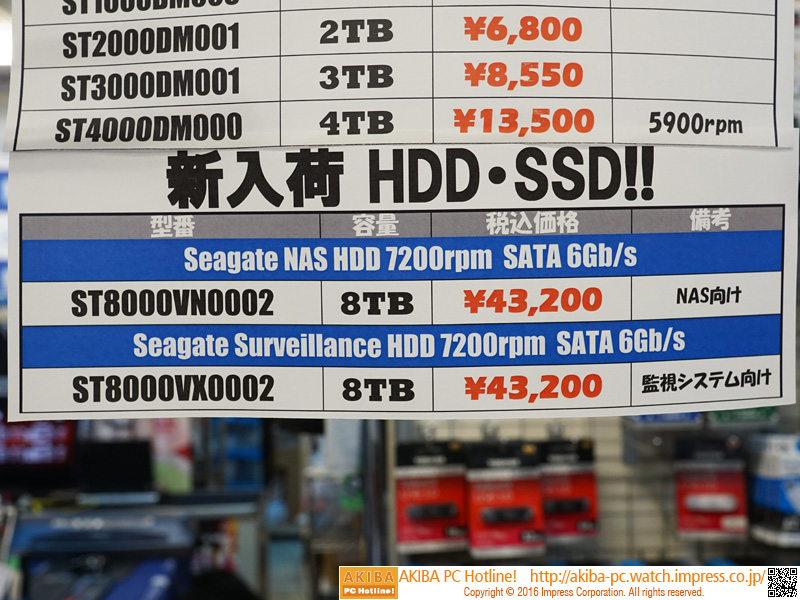 ST1000DM003
ST2000DM001 2TB ¥6,800
ST3000DM001 3TB ¥8,550
ST4000DM000 4TB ¥13,500 5900rpm
新入荷 HDD・SSD!!
型番 容量 税込価格 備考
Seagate NAS HDD 7200rpm SATA 6Gb/s
ST8000VN0002 8TB ¥43,200 NAS向け
Seagate Surveillance HDD 7200rpm SATA 6Gb/s
ST8000VX0002 8TB ¥43,200 監視システム向け
AKIBA PC Hotline! AKIBA PC Hotline! http://akiba-pc.watch.impress.co.jp/
Copyright © 2016 Impress Corporation. All rights reserved.